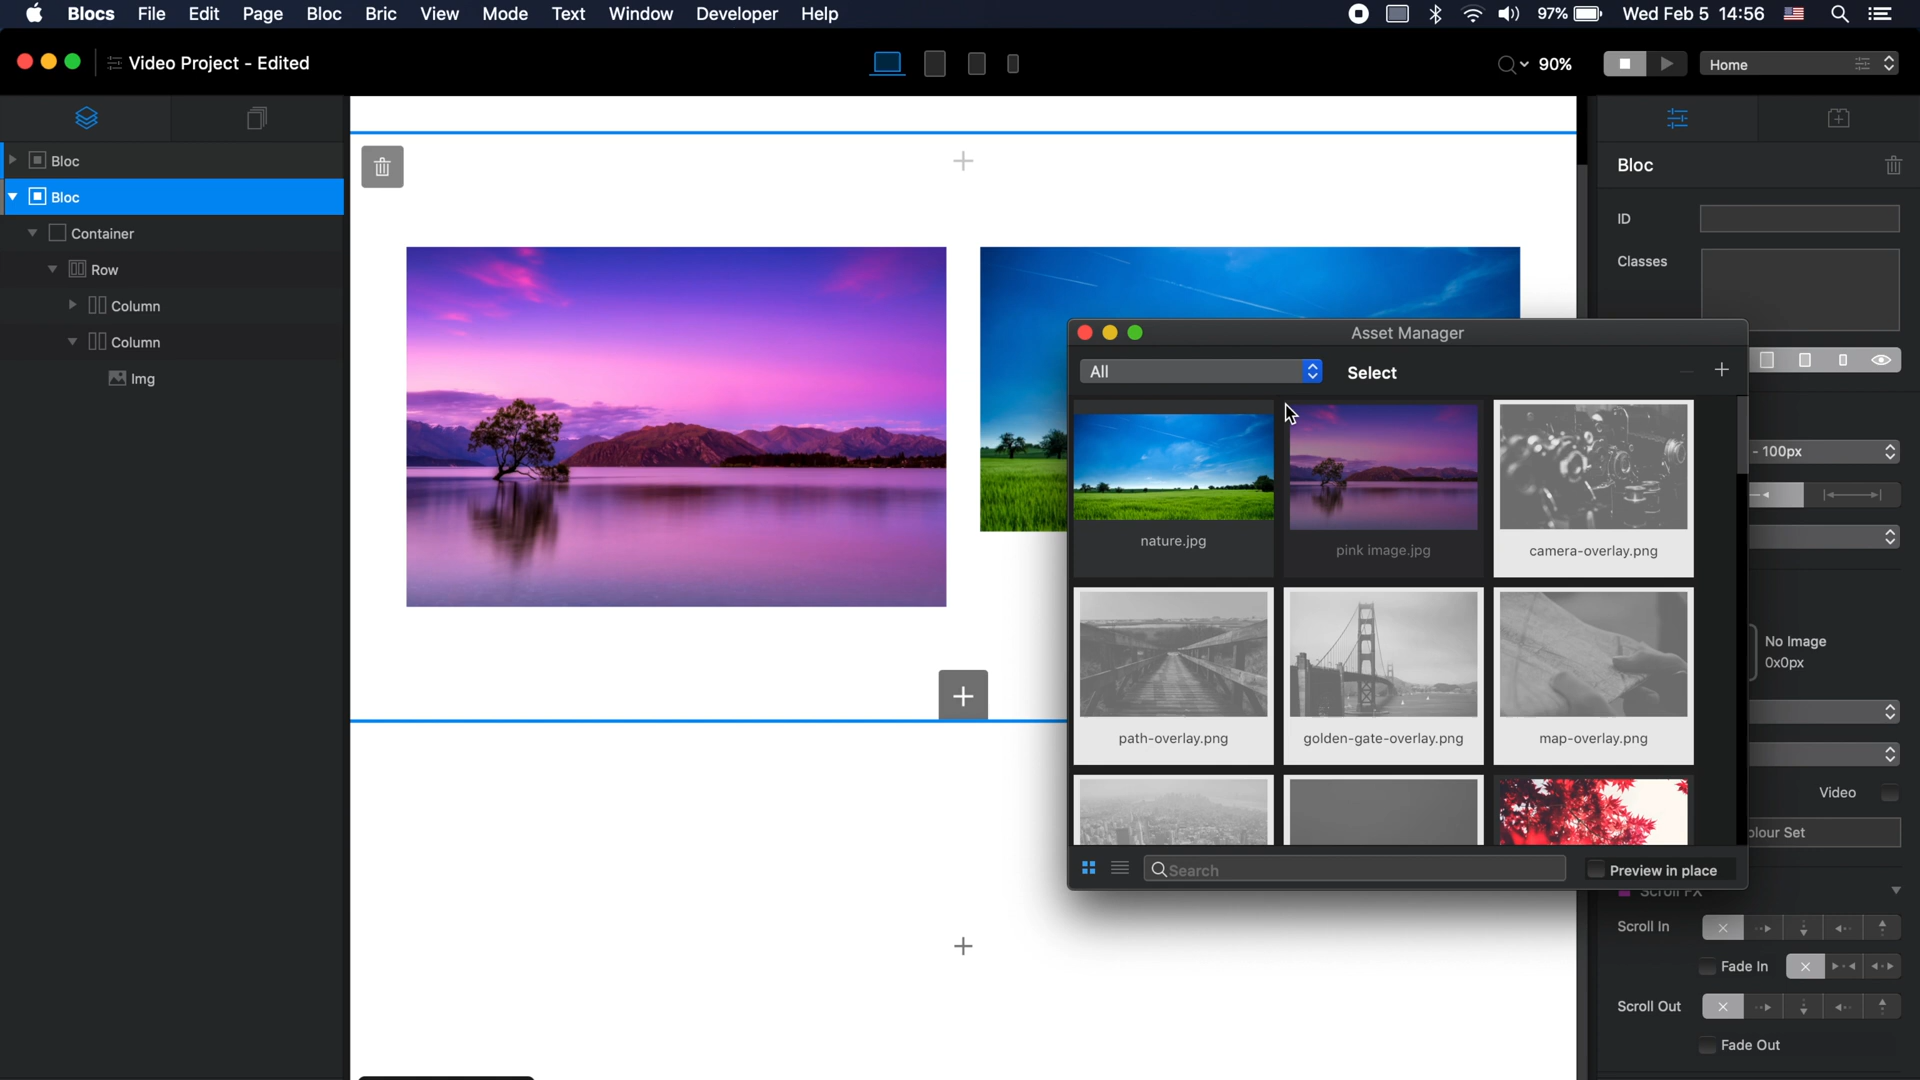 Blocs File Edit Page Bloc Bric View Mode Text Window Developer Help 97% Wed Feb 5 14:56
Video Project - Edited 90% Home
Bloc
Bloc
Container
Row
Column
Column
Img
Bloc
ID
Classes
Asset Manager
All Select
- 100px
nature.jpg
pink image.jpg
camera-overlay.png
No Image
0x0px
path-overlay.png
golden-gate-overlay.png
map-overlay.png
Video
olour Set
Search
Preview in place
Scroll FX
Scroll In
Fade In
Scroll Out
Fade Out